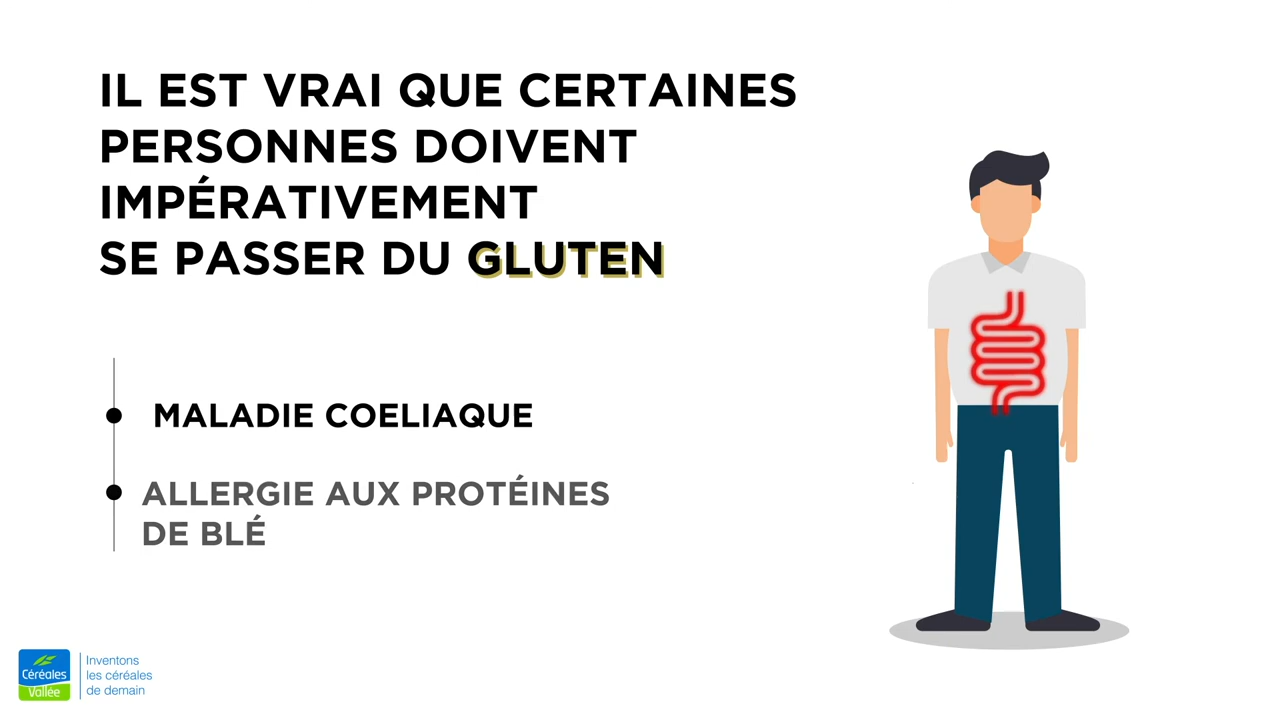 IL EST VRAI QUE CERTAINES
PERSONNES DOIVENT
IMPÉRATIVEMENT
SE PASSER DU GLUTEN
MALADIE COELIAQUE
ALLERGIE AUX PROTÉINES
DE BLÉ
Céréales
Vallée
Inventons
les céréales
de demain